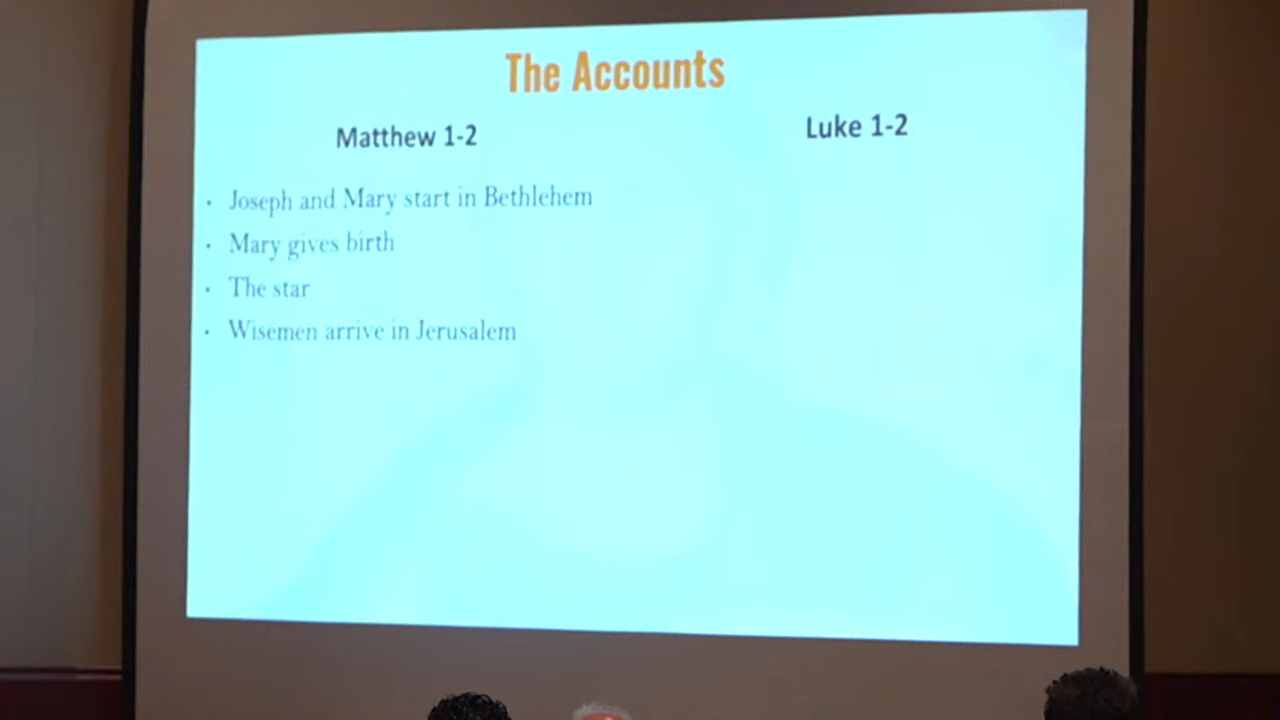 The Accounts
Matthew 1-2
Luke 1-2
• Joseph and Mary start in Bethlehem
• Mary gives birth
• The star
• Wisemen arrive in Jerusalem